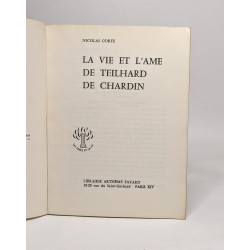 NICOLAS CORTE
LA VIE ET L'AME
DE TEILHARD
DE CHARDIN
LIBRAIRIE ARTHÈME FAYARD
18-20 rue du Saint-Gothard PARIS XIV